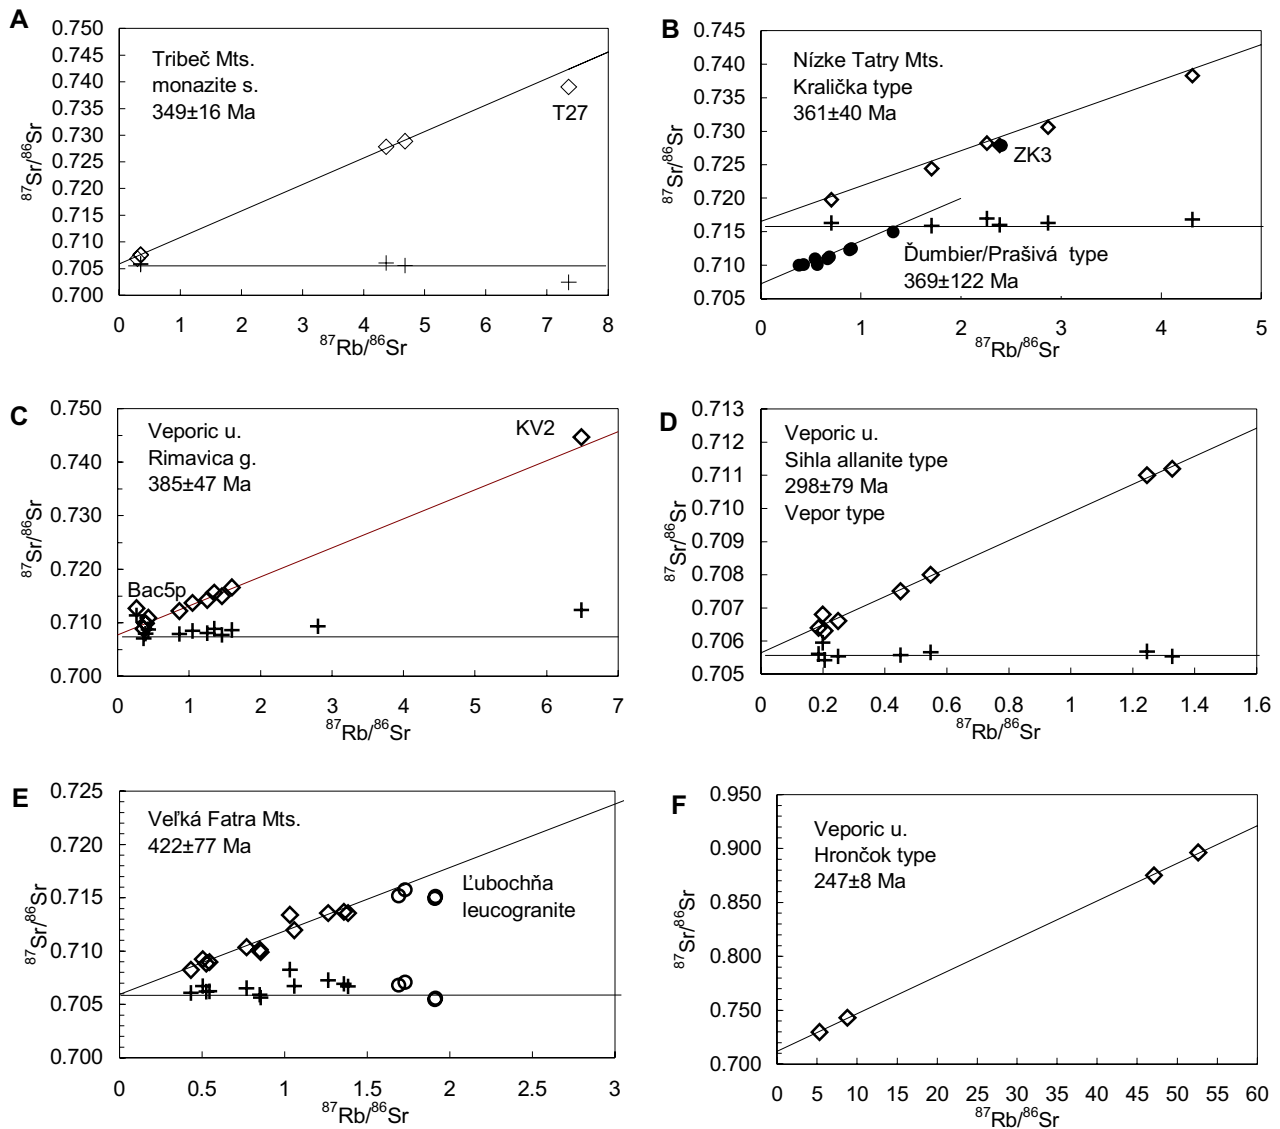 A
0.750
0.745
0.740
0.735
0.730
0.725
0.720
0.715
0.710
0.705
0.700
⁸⁷Sr/⁸⁶Sr
Tribeč Mts.
monazite s.
349±16 Ma
T27
0 1 2 3 4 5 6 7 8
⁸⁷Rb/⁸⁶Sr
B
0.745
0.740
0.735
0.730
0.725
0.720
0.715
0.710
0.705
⁸⁷Sr/⁸⁶Sr
Nízke Tatry Mts.
Kralička type
361±40 Ma
ZK3
Ďumbier/Prašivá type
369±122 Ma
0 1 2 3 4 5
⁸⁷Rb/⁸⁶Sr
C
0.750
0.740
0.730
0.720
0.710
0.700
⁸⁷Sr/⁸⁶Sr
Veporic u.
Rimavica g.
385±47 Ma
KV2
Bac5p
0 1 2 3 4 5 6 7
⁸⁷Rb/⁸⁶Sr
D
0.713
0.712
0.711
0.710
0.709
0.708
0.707
0.706
0.705
⁸⁷Sr/⁸⁶Sr
Veporic u.
Sihla allanite type
298±79 Ma
Vepor type
0 0.2 0.4 0.6 0.8 1 1.2 1.4 1.6
⁸⁷Rb/⁸⁶Sr
E
0.725
0.720
0.715
0.710
0.705
0.700
⁸⁷Sr/⁸⁶Sr
Veľká Fatra Mts.
422±77 Ma
Ľubochňa
leucogranite
0 0.5 1 1.5 2 2.5 3
⁸⁷Rb/⁸⁶Sr
F
0.950
0.900
0.850
0.800
0.750
0.700
⁸⁷Sr/⁸⁶Sr
Veporic u.
Hrončok type
247±8 Ma
0 5 10 15 20 25 30 35 40 45 50 55 60
⁸⁷Rb/⁸⁶Sr